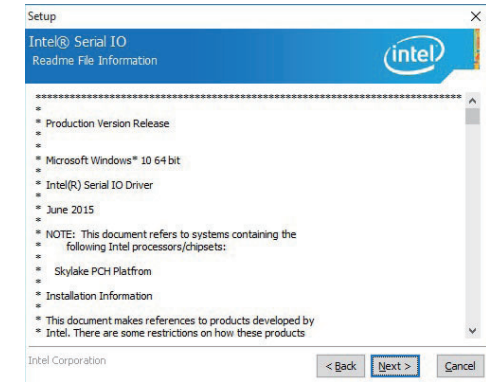 Setup
Intel® Serial IO
Readme File Information
intel
********************************************************************************
*
* Production Version Release
*
*
* Microsoft Windows* 10 64 bit
*
* Intel(R) Serial IO Driver
*
* June 2015
*
* NOTE: This document refers to systems containing the
* following Intel processors/chipsets:
*
* Skylake PCH Platfrom
*
* Installation Information
*
* This document makes references to products developed by
* Intel. There are some restrictions on how these products
Intel Corporation
< Back Next > Cancel